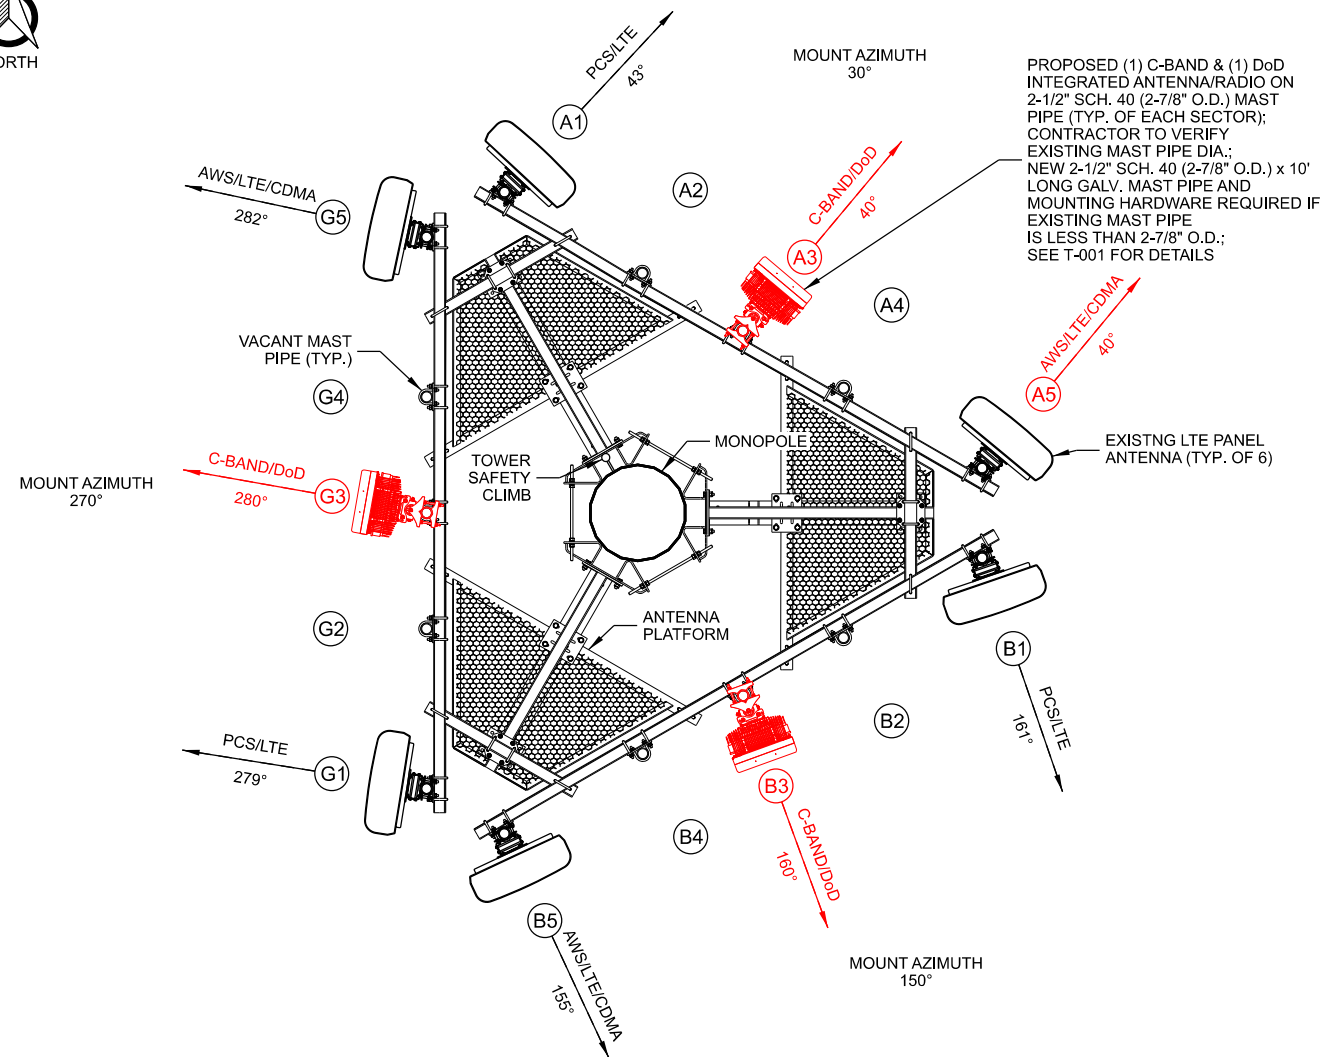 ORTH
PCS/LTE
43°
A1
MOUNT AZIMUTH
30°
PROPOSED (1) C-BAND & (1) DoD
INTEGRATED ANTENNA/RADIO ON
2-1/2" SCH. 40 (2-7/8" O.D.) MAST
PIPE (TYP. OF EACH SECTOR);
CONTRACTOR TO VERIFY
EXISTING MAST PIPE DIA.;
NEW 2-1/2" SCH. 40 (2-7/8" O.D.) x 10'
LONG GALV. MAST PIPE AND
MOUNTING HARDWARE REQUIRED IF
EXISTING MAST PIPE
IS LESS THAN 2-7/8" O.D.;
SEE T-001 FOR DETAILS
AWS/LTE/CDMA
282°
G5
A2
C-BAND/DoD
40°
A3
A4
AWS/LTE/CDMA
40°
A5
VACANT MAST
PIPE (TYP.)
G4
EXISTNG LTE PANEL
ANTENNA (TYP. OF 6)
MONOPOLE
TOWER
SAFETY
CLIMB
MOUNT AZIMUTH
270°
C-BAND/DoD
280°
G3
ANTENNA
PLATFORM
G2
B1
PCS/LTE
161°
B2
PCS/LTE
279°
G1
B3
C-BAND/DoD
160°
B4
B5
AWS/LTE/CDMA
155°
MOUNT AZIMUTH
150°